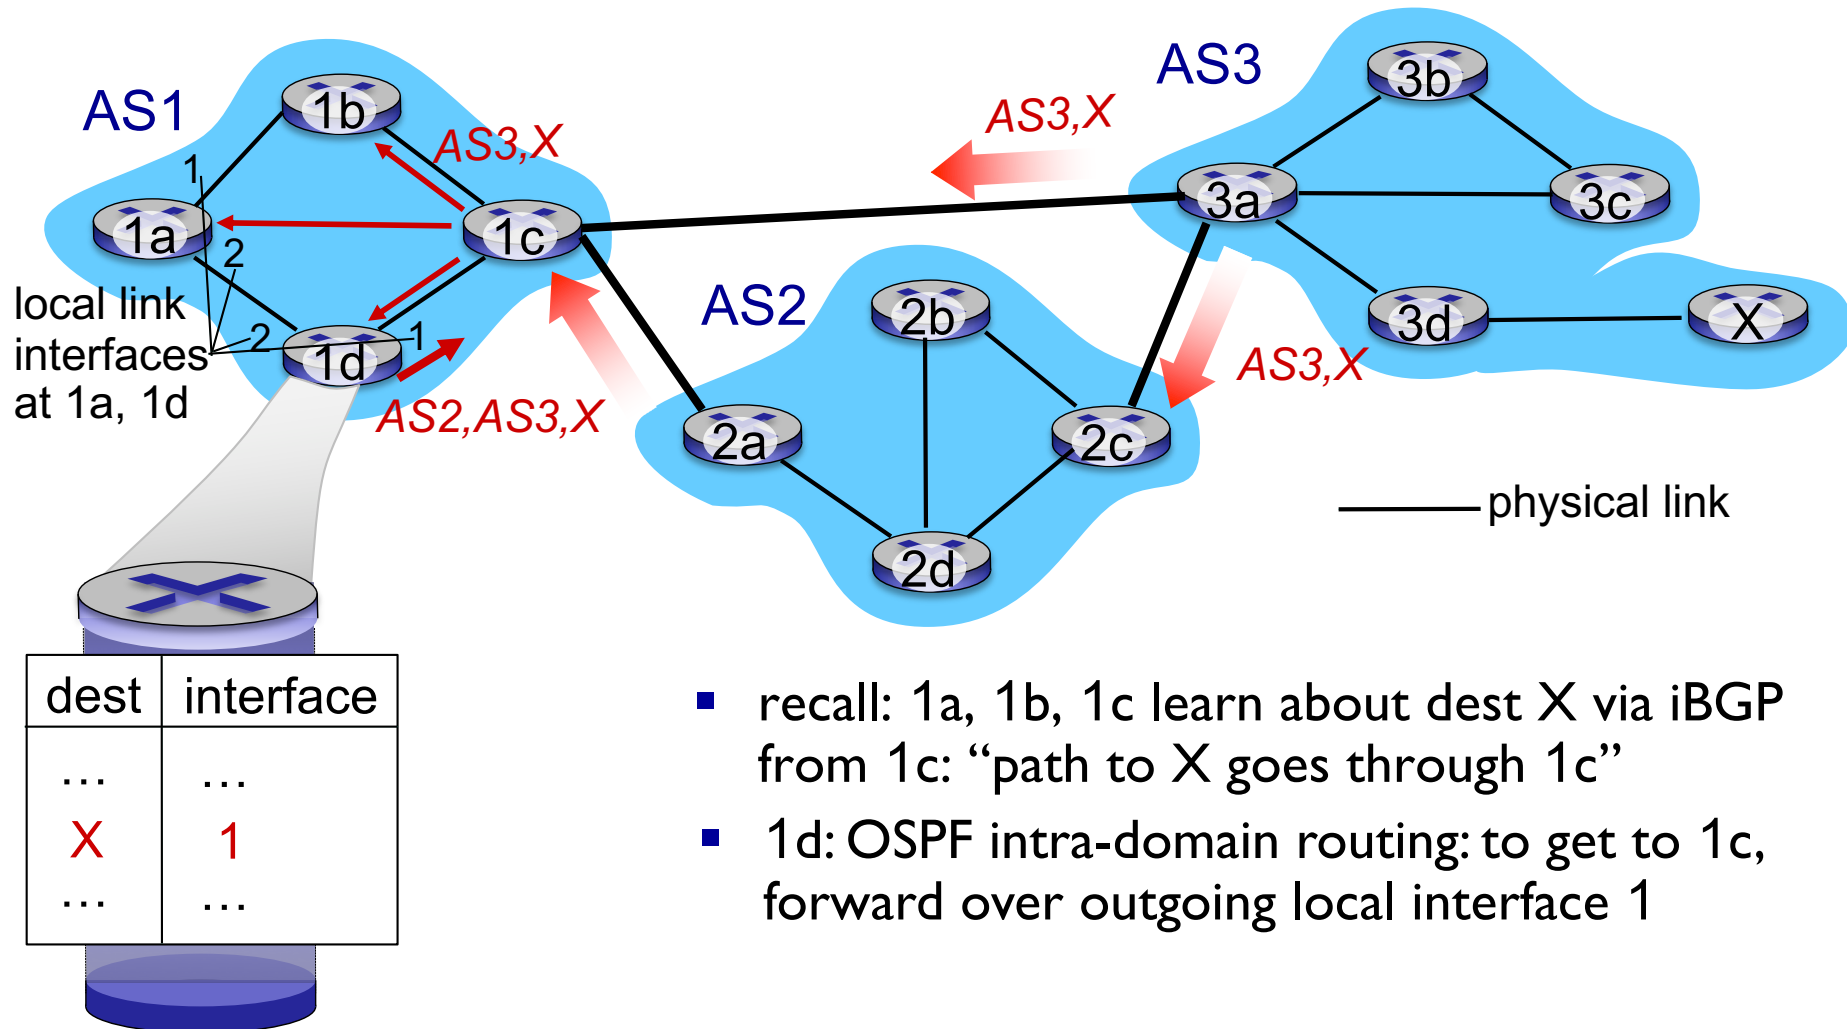 AS1
1b
AS3,X
1
1a
1c
2
local link
interfaces
at 1a, 1d
2
1
1d
AS2,AS3,X
AS3,X
AS3
3b
3a
3c
3d
X
AS3,X
AS2
2b
2a
2c
2d
physical link
dest interface
... ...
X 1
... ...
▪ recall: 1a, 1b, 1c learn about dest X via iBGP
from 1c: “path to X goes through 1c”
▪ 1d: OSPF intra-domain routing: to get to 1c,
forward over outgoing local interface 1